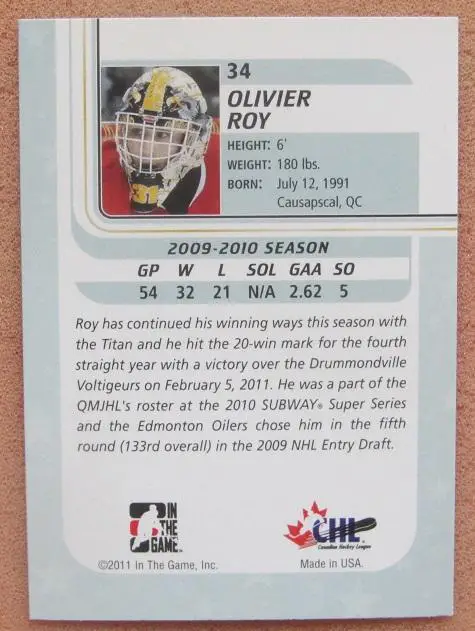 34
OLIVIER
ROY
HEIGHT: 6'
WEIGHT: 180 lbs.
BORN: July 12, 1991
Causapscal, QC
31
2009-2010 SEASON
GP W L SOL GAA SO
54 32 21 N/A 2.62 5
Roy has continued his winning ways this season with
the Titan and he hit the 20-win mark for the fourth
straight year with a victory over the Drummondville
Voltigeurs on February 5, 2011. He was a part of the
QMJHL's roster at the 2010 SUBWAY® Super Series
and the Edmonton Oilers chose him in the fifth
round (133rd overall) in the 2009 NHL Entry Draft.
IN
THE
GAME™
CHL
Canadian Hockey League
©2011 In The Game, Inc.
Made in USA.